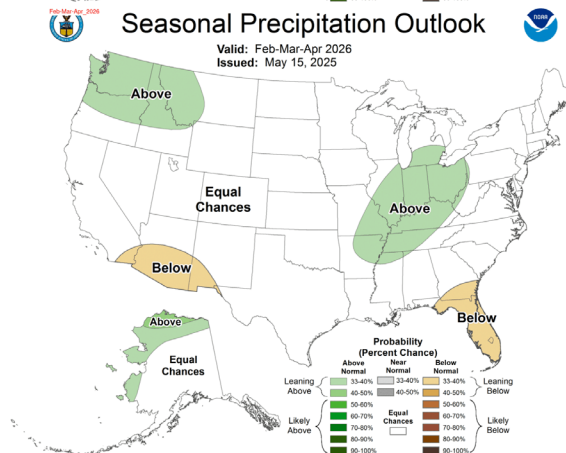 Feb-Mar-Apr 2026
Seasonal Precipitation Outlook
NOAA
Valid: Feb-Mar-Apr 2026
Issued: May 15, 2025
Above
Equal
Chances
Above
Below
Below
Above
Equal
Chances
Probability
(Percent Chance)
Above
Normal
Near
Normal
Below
Normal
Leaning
Above
33-40%
33-40%
33-40%
Leaning
Below
40-50%
40-50%
40-50%
50-60%
50-60%
Likely
Above
60-70%
Equal
Chances
60-70%
Likely
Below
70-80%
70-80%
80-90%
80-90%
90-100%
90-100%